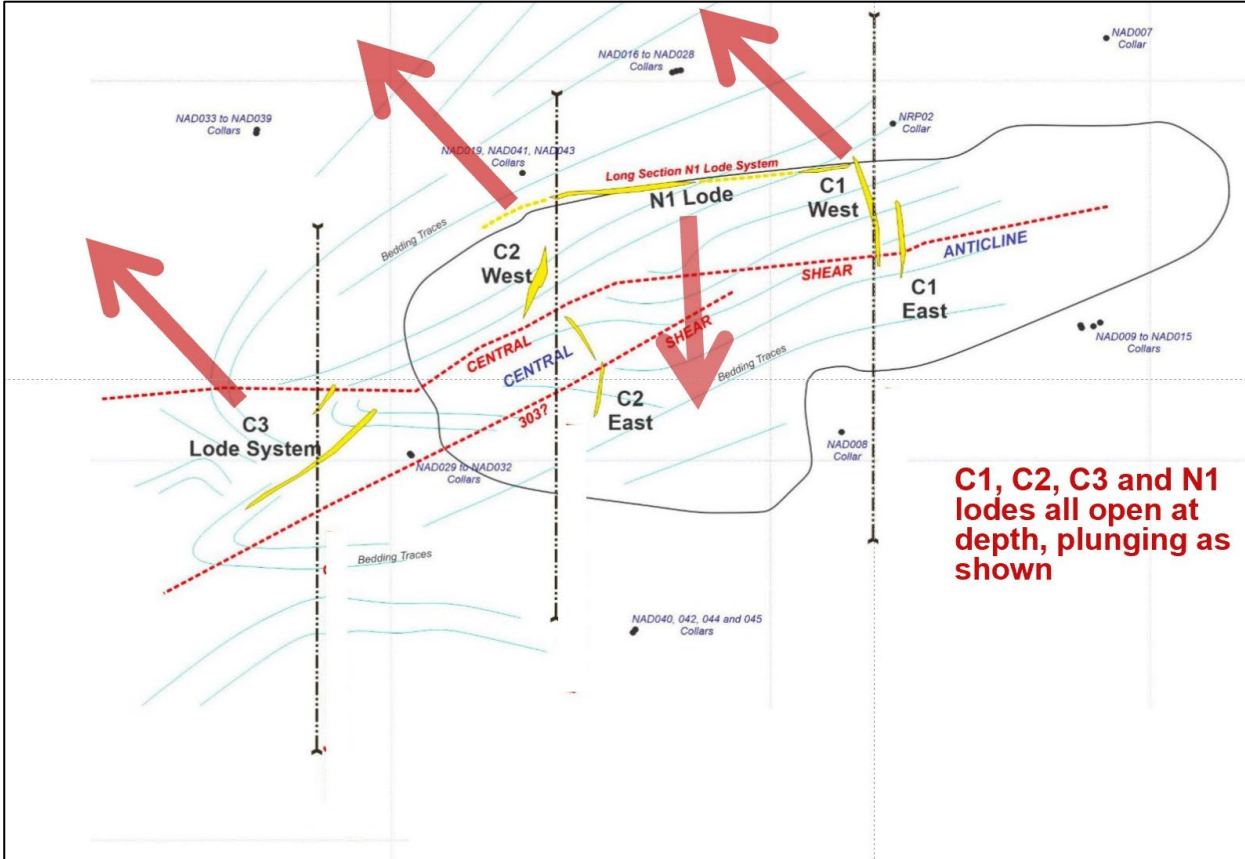 NAD007
Collar
NAD016 to NAD028
Collars
NAD033 to NAD039
Collars
NRP02
Collar
NAD019, NAD041, NAD043
Collars
Long Section N1 Lode System
N1 Lode
C1
West
Bedding Traces
C2
West
SHEAR
ANTICLINE
C1
East
CENTRAL
CENTRAL
SHEAR
NAD009 to NAD015
Collars
Bedding Traces
303?
C2
East
C3
Lode System
NAD008
Collar
NAD029 to NAD032
Collars
C1, C2, C3 and N1
lodes all open at
depth, plunging as
shown
Bedding Traces
NAD040, 042, 044 and 045
Collars